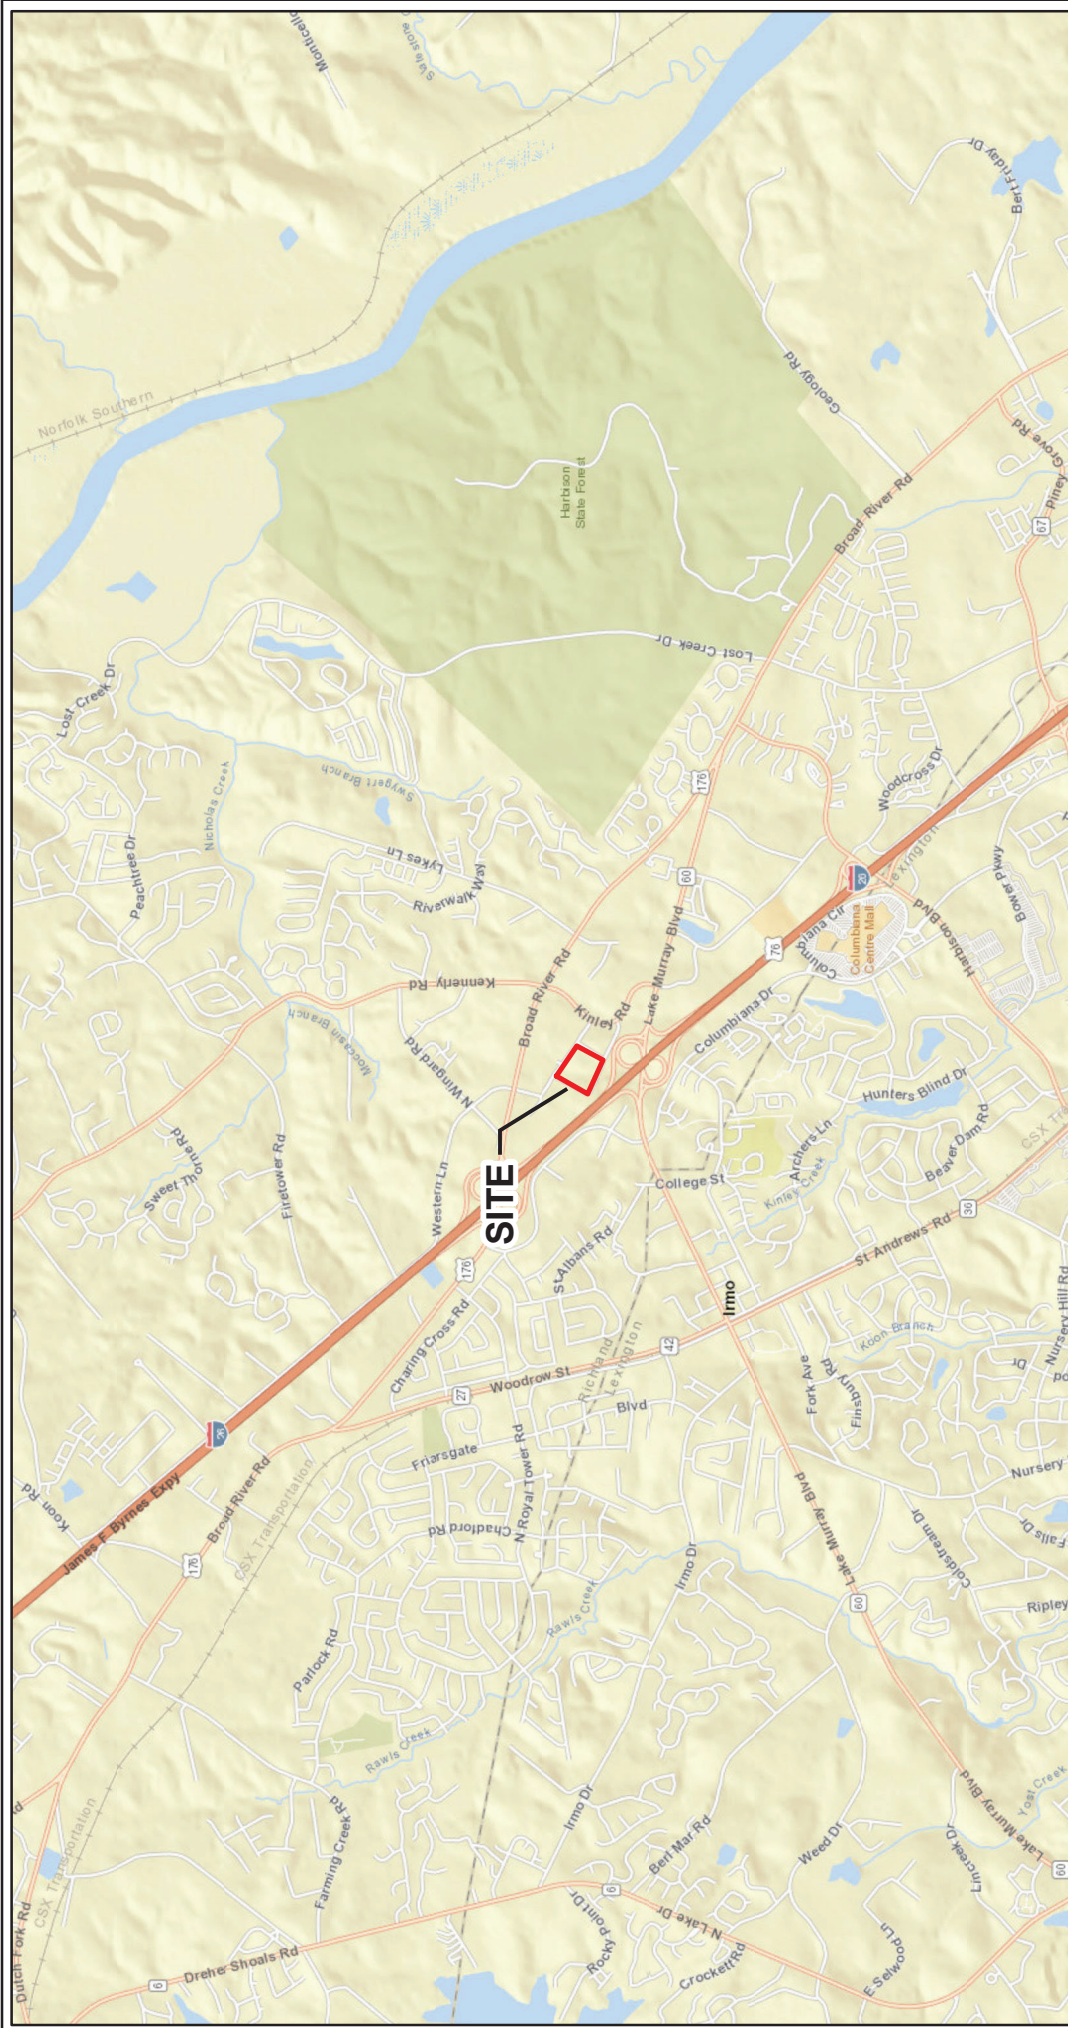 Monticello
Norfolk Southern
Bert Friday Dr
Geology Rd
Piney Grove Rd
67
Harbison
State Forest
Broad River Rd
Lost Creek Dr
Lost Creek Dr
Nicholas Creek
Swygert Branch
Peachtree Dr
Lykes Ln
Riverwalk Way
176
60
Woodcross Dr
Lexington
26
Columbiana
Centre Mall
Columbiana Cir
Harbison Blvd
Bower Pkwy
76
Lake Murray Blvd
Kennerly Rd
Broad River Rd
Kinley Rd
Columbiana Dr
Moccasin Branch
N Wingard Rd
Hunters Blind Dr
Beaver Dam Rd
Archers Ln
Kinley Creek
College St
Sweet Thorne Rd
Firetower Rd
Western Ln
SITE
176
St Albans Rd
36
St Andrews Rd
Irmo
Koon Branch
Nursery Hill Rd
Charing Cross Rd
27
Woodrow St
42
Richland
Lexington
Blvd
Fork Ave
Finsbury Rd
Dr
Friarsgate
N Royal Tower Rd
Chadford Rd
26
Koon Rd
James F Byrnes Expy
Broad River Rd
CSX Transportation
176
Lake Murray Blvd
Nursery
Coldstream Dr
Falls Dr
Ripley
60
Irmo Dr
Rawls Creek
Parlock Rd
Rawls Creek
Irmo Dr
Berl Mar Rd
Weed Dr
Lincreek Dr
Lake Murray Blvd
Yost Creek
60
Farming Creek Rd
CSX Transportation
Dutch Fork Rd
6
Drehe Shoals Rd
6
Rocky Point Dr
N Lake Dr
Crockett Rd
E Selwood Ln